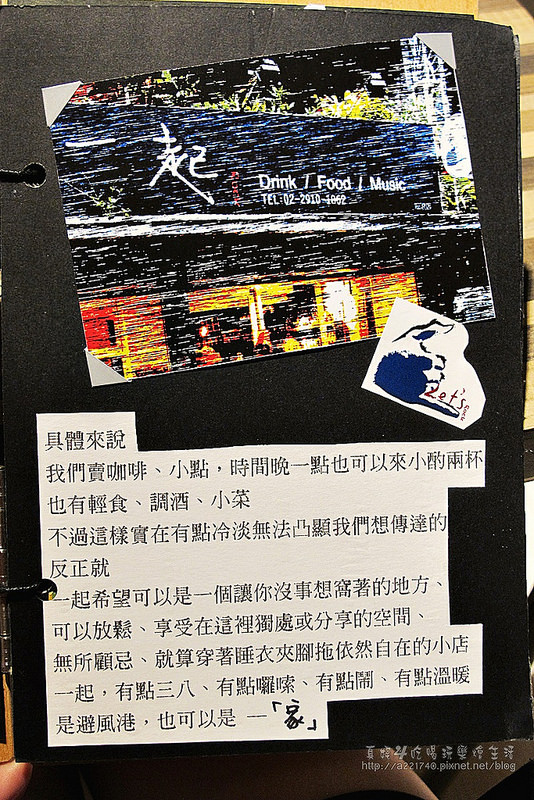 一起
Drink / Food / Music
TEL:02-2910-1062
Let's
具體來說
我們賣咖啡、小點，時間晚一點也可以來小酌兩杯
也有輕食、調酒、小菜
不過這樣實在有點冷淡無法凸顯我們想傳達的
反正就
一起希望可以是一個讓你沒事想窩著的地方、
可以放鬆、享受在這裡獨處或分享的空間、
無所顧忌、就算穿著睡衣夾腳拖依然自在的小店
一起，有點三八、有點囉嗦、有點鬧、有點溫暖
是避風港，也可以是 —「家」
http://a221740.pixnet.net/blog